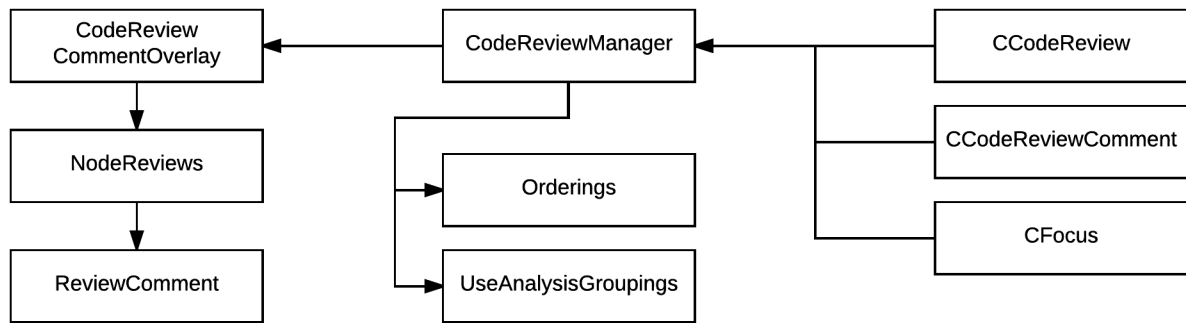 CodeReview
CommentOverlay
CodeReviewManager
CCodeReview
NodeReviews
CCodeReviewComment
Orderings
CFocus
ReviewComment
UseAnalysisGroupings